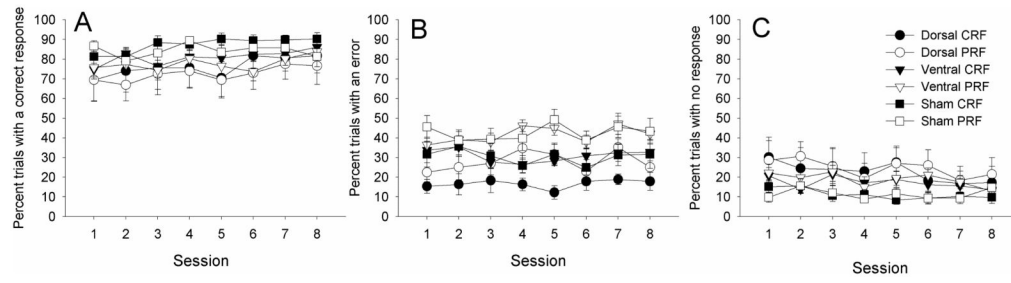 A
Percent trials with a correct response
100
90
80
70
60
50
40
30
20
10
0
1 2 3 4 5 6 7 8
Session
B
Percent trials with an error
100
90
80
70
60
50
40
30
20
10
0
1 2 3 4 5 6 7 8
Session
C
Percent trials with no response
100
90
80
70
60
50
40
30
20
10
0
1 2 3 4 5 6 7 8
Session
Dorsal CRF
Dorsal PRF
Ventral CRF
Ventral PRF
Sham CRF
Sham PRF